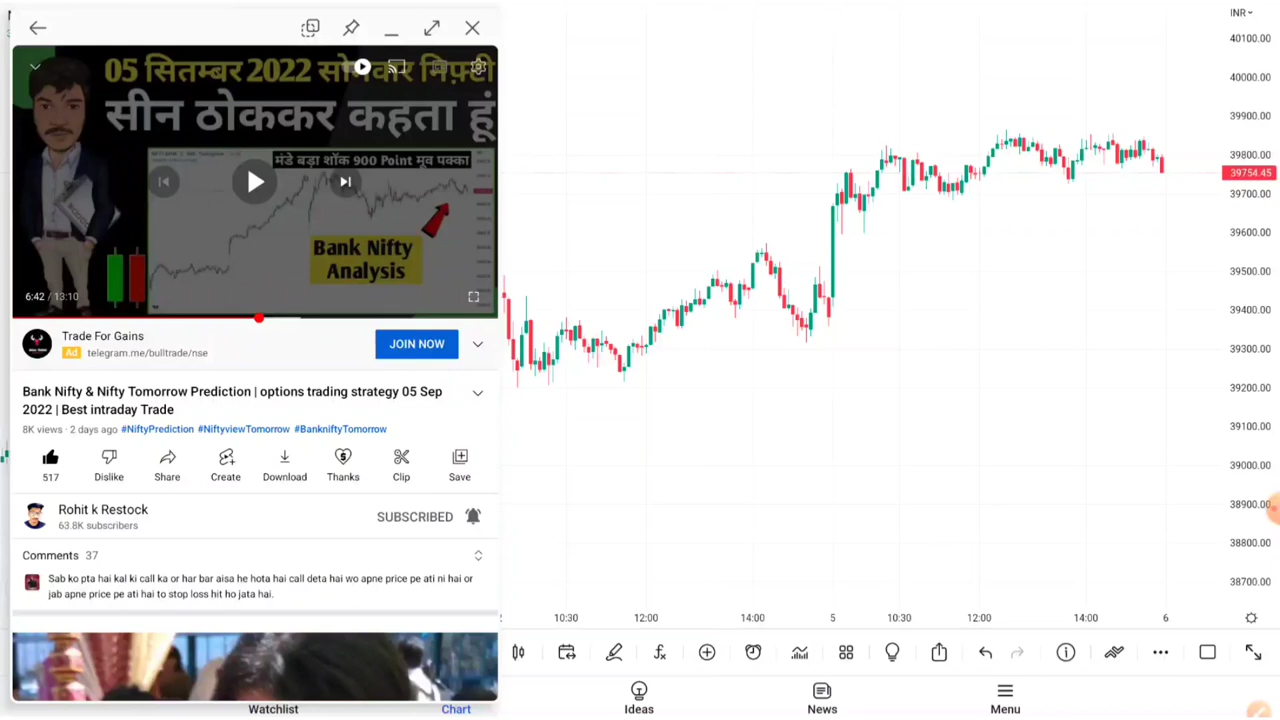 05 सितम्बर 2022 सोमवार निफ़्टी
सीन ठोककर कहता हूं
मंडे बड़ा शॉक 900 Point मूव पक्का
Bank Nifty
Analysis
6:42 / 13:10
Trade For Gains
Ad telegram.me/bulltrade/nse
JOIN NOW
Bank Nifty & Nifty Tomorrow Prediction | options trading strategy 05 Sep
2022 | Best intraday Trade
8K views · 2 days ago #NiftyPrediction #NiftyviewTomorrow #BankniftyTomorrow
517 Dislike Share Create Download Thanks Clip Save
Rohit k Restock
63.8K subscribers
SUBSCRIBED
Comments 37
Sab ko pta hai kal ki call ka or har bar aisa he hota hai call deta hai wo apne price pe ati ni hai or
jab apne price pe ati hai to stop loss hit ho jata hai.
Watchlist Chart
INR
40100.00
40000.00
39900.00
39800.00
39754.45
39700.00
39600.00
39500.00
39400.00
39300.00
39200.00
39100.00
39000.00
38900.00
38800.00
38700.00
10:30 12:00 14:00 5 10:30 12:00 14:00 6
Ideas News Menu